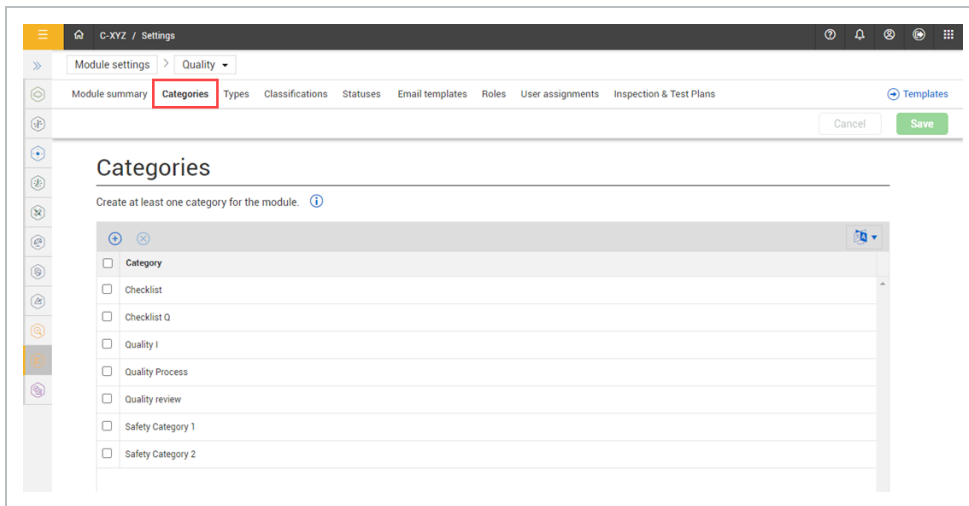 C-XYZ / Settings
Module settings > Quality
Module summary Categories Types Classifications Statuses Email templates Roles User assignments Inspection & Test Plans Templates
Cancel Save
Categories
Create at least one category for the module.
Category
Checklist
Checklist Q
Quality I
Quality Process
Quality review
Safety Category 1
Safety Category 2